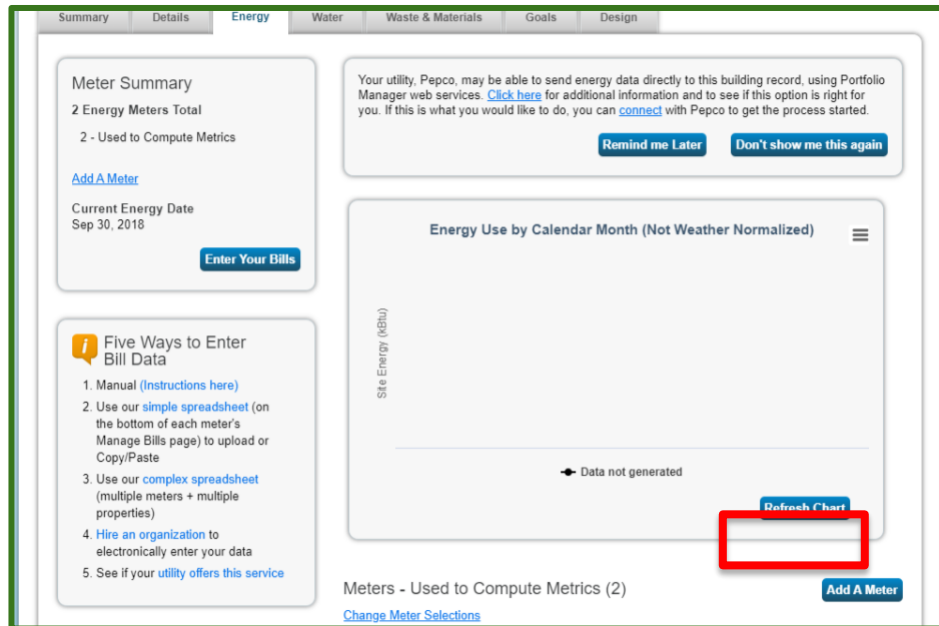 Summary
Details
Energy
Water
Waste & Materials
Goals
Design
Meter Summary
2 Energy Meters Total
2 - Used to Compute Metrics
Add A Meter
Current Energy Date
Sep 30, 2018
Enter Your Bills
Five Ways to Enter
Bill Data
1. Manual (Instructions here)
2. Use our simple spreadsheet (on
the bottom of each meter's
Manage Bills page) to upload or
Copy/Paste
3. Use our complex spreadsheet
(multiple meters + multiple
properties)
4. Hire an organization to
electronically enter your data
5. See if your utility offers this service
Your utility, Pepco, may be able to send energy data directly to this building record, using Portfolio
Manager web services. Click here for additional information and to see if this option is right for
you. If this is what you would like to do, you can connect with Pepco to get the process started.
Remind me Later
Don't show me this again
Energy Use by Calendar Month (Not Weather Normalized)
Site Energy (kBtu)
Data not generated
Refresh Chart
Meters - Used to Compute Metrics (2)
Add A Meter
Change Meter Selections